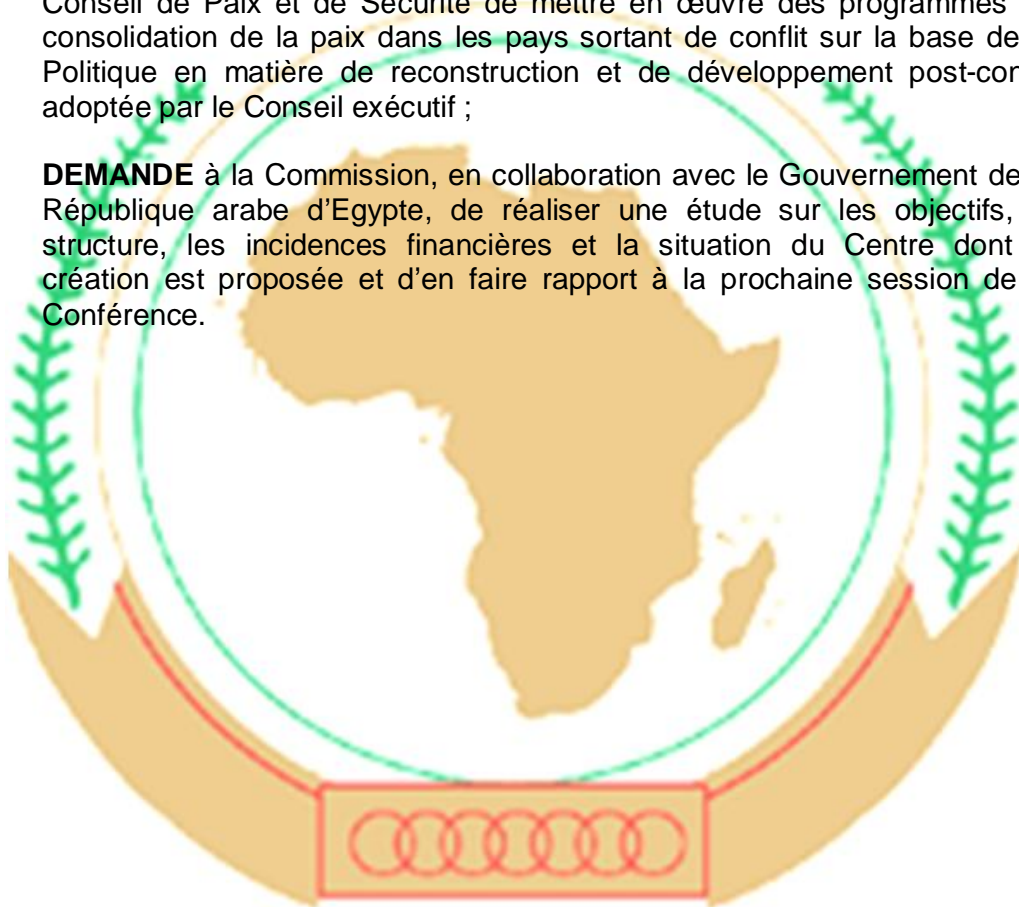 Conseil de Paix et de Sécurité de mettre en œuvre des programmes
consolidation de la paix dans les pays sortant de conflit sur la base de
Politique en matière de reconstruction et de développement post-con
adoptée par le Conseil exécutif ;
DEMANDE à la Commission, en collaboration avec le Gouvernement de
République arabe d’Egypte, de réaliser une étude sur les objectifs,
structure, les incidences financières et la situation du Centre dont
création est proposée et d’en faire rapport à la prochaine session de
Conférence.